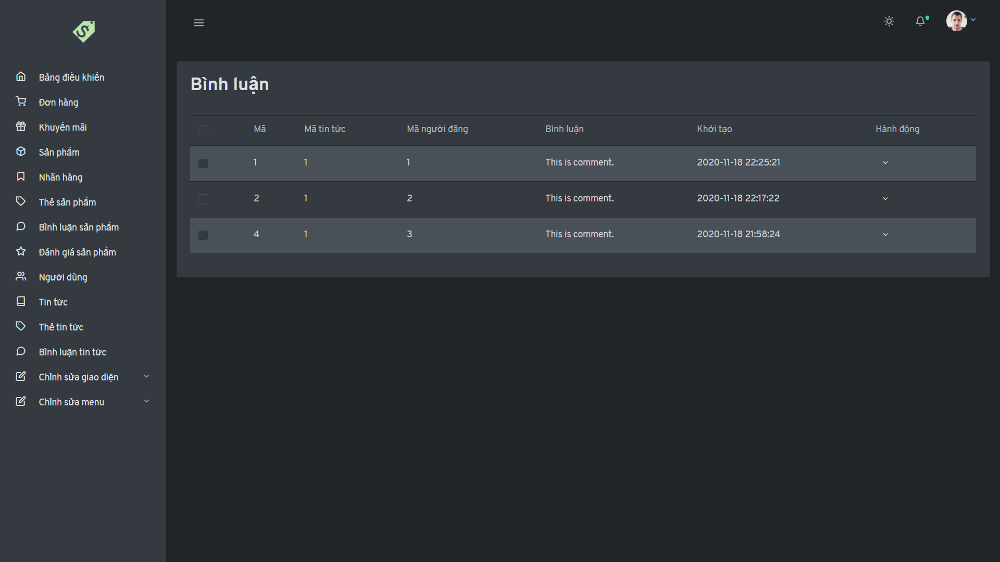 Bảng điều khiến
Đơn hàng
Khuyến mãi
Sản phẩm
Nhãn hàng
Thẻ sản phẩm
Bình luận sản phẩm
Đánh giá sản phẩm
Người dùng
Tin tức
Thẻ tin tức
Bình luận tin tức
Chỉnh sửa giao diện
Chỉnh sửa menu
Bình luận
Mã Mã tin tức Mã người đăng Bình luận Khởi tạo Hành động
1 1 1 This is comment. 2020-11-18 22:25:21
2 1 2 This is comment. 2020-11-18 22:17:22
4 1 3 This is comment. 2020-11-18 21:58:24